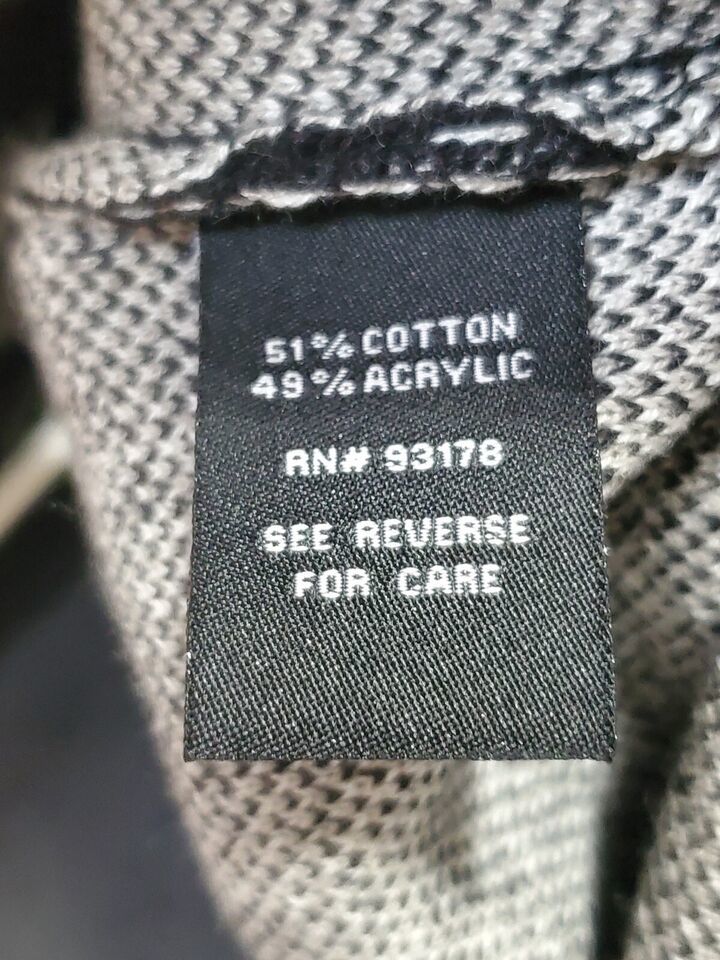 51% COTTON
49% ACRYLIC
RN# 93178
SEE REVERSE
FOR CARE